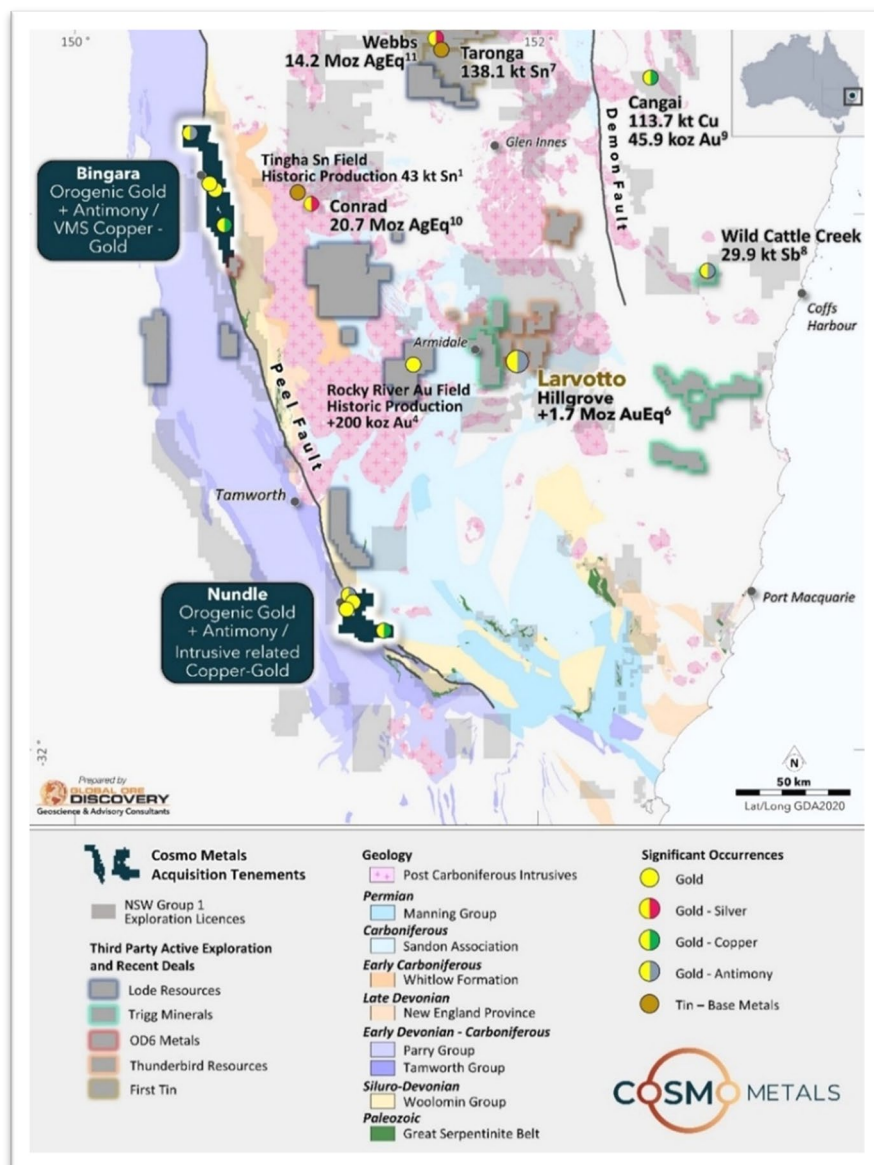 150
152
Webbs
14.2 Moz AgEq11
Taronga
138.1 kt Sn7
Cangai
113.7 kt Cu
45.9 koz Au9
Demon Fault
Glen Innes
Bingara
Orogenic Gold
+ Antimony /
VMS Copper -
Gold
Tingha Sn Field
Historic Production 43 kt Sn1
Conrad
20.7 Moz AgEq10
Wild Cattle Creek
29.9 kt Sb8
Coffs
Harbour
Armidale
Peel Fault
Rocky River Au Field
Historic Production
+200 koz Au4
Larvotto
Hillgrove
+1.7 Moz AuEq6
Tamworth
Nundle
Orogenic Gold
+ Antimony /
Intrusive related
Copper-Gold
Port Macquarie
-32°
N
50 km
Lat/Long GDA2020
Prepared by
GLOBAL ORE
DISCOVERY
Geoscience & Advisory Consultants
Cosmo Metals
Acquisition Tenements
NSW Group 1
Exploration Licences
Third Party Active Exploration
and Recent Deals
Lode Resources
Trigg Minerals
OD6 Metals
Thunderbird Resources
First Tin
Geology
Post Carboniferous Intrusives
Permian
Manning Group
Carboniferous
Sandon Association
Early Carboniferous
Whitlow Formation
Late Devonian
New England Province
Early Devonian - Carboniferous
Parry Group
Tamworth Group
Siluro-Devonian
Woolomin Group
Paleozoic
Great Serpentinite Belt
Significant Occurrences
Gold
Gold - Silver
Gold - Copper
Gold - Antimony
Tin – Base Metals
COSMO METALS